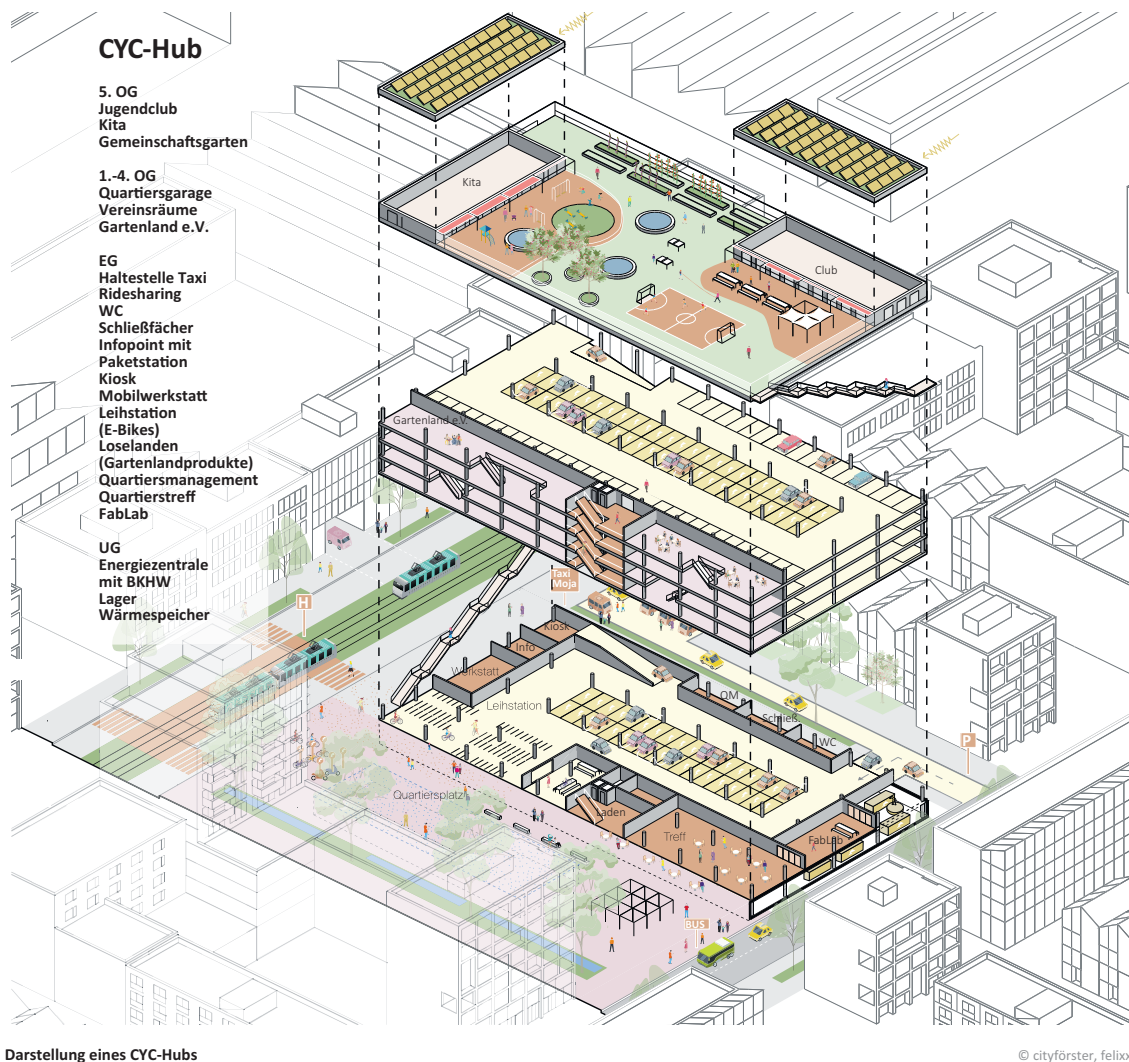 CYC-Hub
5. OG
Jugendclub
Kita
Gemeinschaftsgarten
1.-4. OG
Quartiersgarage
Vereinsräume
Gartenland e.V.
EG
Haltestelle Taxi
Ridesharing
WC
Schließfächer
Infopoint mit
Paketstation
Kiosk
Mobilwerkstatt
Leihstation
(E-Bikes)
Loselanden
(Gartenlandprodukte)
Quartiersmanagement
Quartierstreff
FabLab
UG
Energiezentrale
mit BKHW
Lager
Wärmespeicher
Kita
Club
Gartenland e.V.
Taxi
Moja
H
Kiosk
Info
Werkstatt
Leihstation
QM
Schließ.
WC
P
Quartiersplatz
Laden
Treff
FabLab
BUS
Darstellung eines CYC-Hubs
© cityförster, felixx